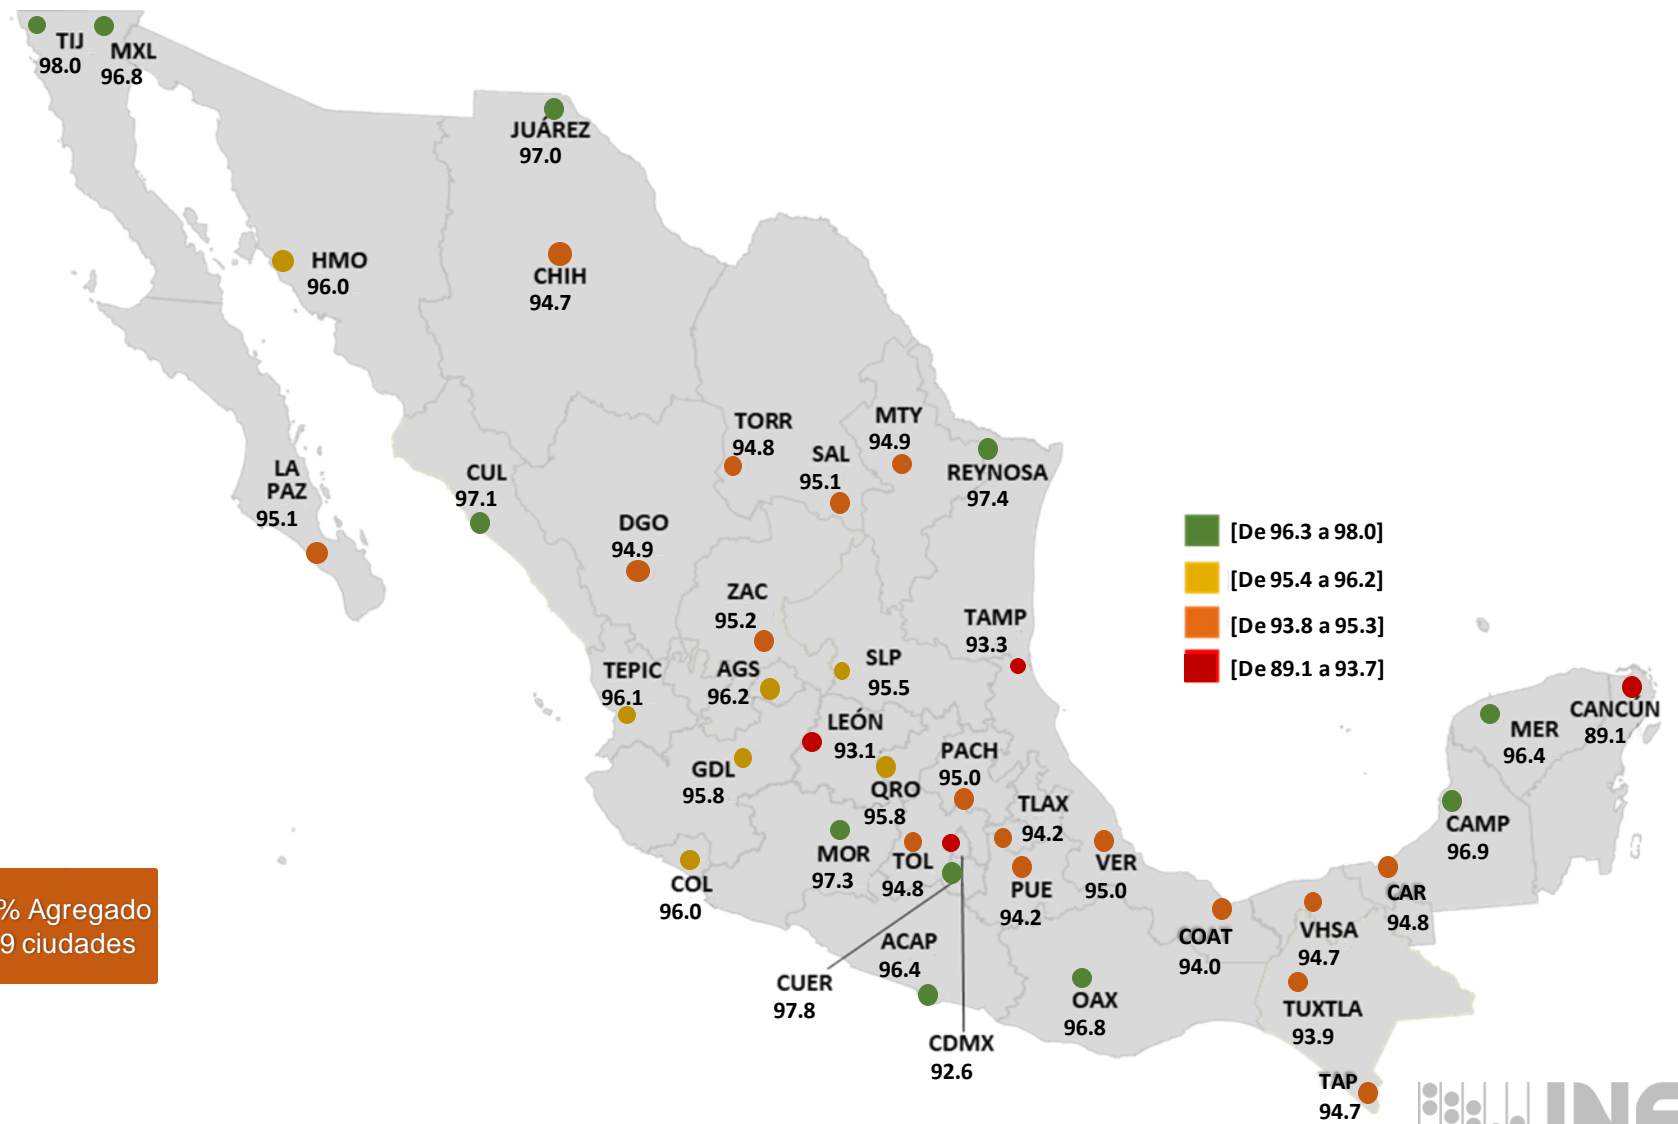 TIJ
98.0
MXL
96.8
JUÁREZ
97.0
HMO
96.0
CHIH
94.7
TORR
94.8
MTY
94.9
SAL
95.1
REYNOSA
97.4
LA
PAZ
95.1
CUL
97.1
DGO
94.9
[De 96.3 a 98.0]
[De 95.4 a 96.2]
[De 93.8 a 95.3]
[De 89.1 a 93.7]
ZAC
95.2
TAMP
93.3
TEPIC
96.1
AGS
96.2
SLP
95.5
LEÓN
93.1
PACH
95.0
GDL
95.8
QRO
95.8
TLAX
94.2
MER
96.4
CANCÚN
89.1
CAMP
96.9
MOR
97.3
TOL
94.8
PUE
94.2
VER
95.0
COL
96.0
CAR
94.8
% Agregado
9 ciudades
ACAP
96.4
COAT
94.0
VHSA
94.7
CUER
97.8
OAX
96.8
TUXTLA
93.9
CDMX
92.6
TAP
94.7